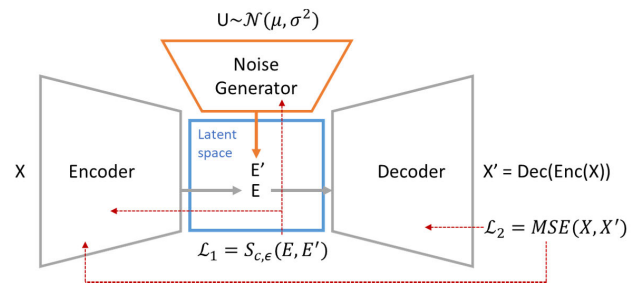 U~𝒩(μ, σ²)
Noise
Generator
Latent
space
X
Encoder
E'
E
Decoder
X' = Dec(Enc(X))
ℒ₁ = S_{c,ϵ}(E, E')
ℒ₂ = MSE(X, X')